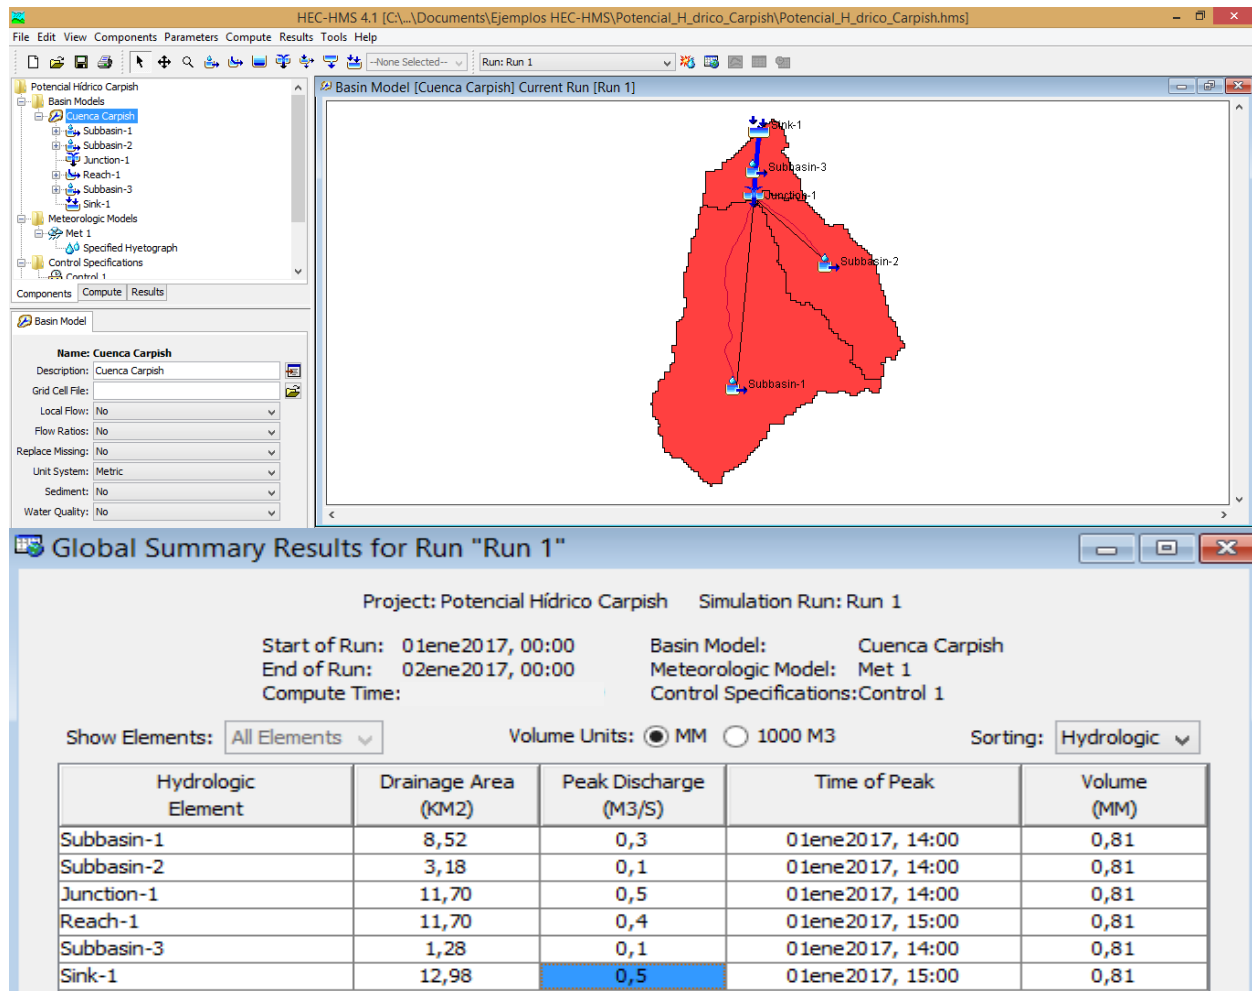 HEC-HMS 4.1 [C:\...\Documents\Ejemplos HEC-HMS\Potencial_H_drico_Carpish\Potencial_H_drico_Carpish.hms]
File Edit View Components Parameters Compute Results Tools Help
--None Selected-- Run: Run 1
Potencial Hídrico Carpish
Basin Models
Cuenca Carpish
Subbasin-1
Subbasin-2
Junction-1
Reach-1
Subbasin-3
Sink-1
Meteorologic Models
Met 1
Specified Hyetograph
Control Specifications
Control 1
Components Compute Results
Basin Model
Name: Cuenca Carpish
Description: Cuenca Carpish
Grid Cell File:
Local Flow: No
Flow Ratios: No
Replace Missing: No
Unit System: Metric
Sediment: No
Water Quality: No
Basin Model [Cuenca Carpish] Current Run [Run 1]
Sink-1
Subbasin-3
Junction-1
Subbasin-2
Subbasin-1
Global Summary Results for Run "Run 1"
Project: Potencial Hídrico Carpish Simulation Run: Run 1
Start of Run: 01ene2017, 00:00 Basin Model: Cuenca Carpish
End of Run: 02ene2017, 00:00 Meteorologic Model: Met 1
Compute Time: Control Specifications:Control 1
Show Elements: All Elements Volume Units: MM 1000 M3 Sorting: Hydrologic
Hydrologic Element Drainage Area (KM2) Peak Discharge (M3/S) Time of Peak Volume (MM)
Subbasin-1 8,52 0,3 01ene2017, 14:00 0,81
Subbasin-2 3,18 0,1 01ene2017, 14:00 0,81
Junction-1 11,70 0,5 01ene2017, 14:00 0,81
Reach-1 11,70 0,4 01ene2017, 15:00 0,81
Subbasin-3 1,28 0,1 01ene2017, 14:00 0,81
Sink-1 12,98 0,5 01ene2017, 15:00 0,81